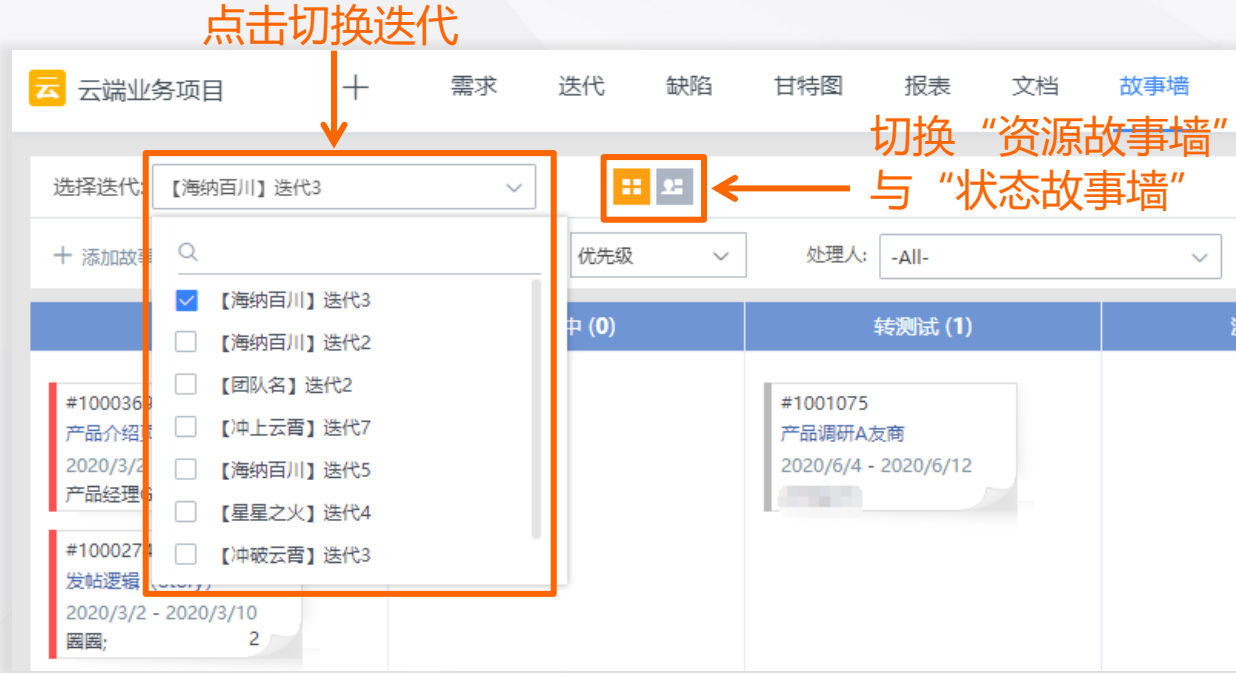 点击切换迭代
云 云端业务项目 需求 迭代 缺陷 甘特图 报表 文档 故事墙
切换“资源故事墙”
与“状态故事墙”
选择迭代: 【海纳百川】迭代3
添加故事 优先级 处理人: -All-
【海纳百川】迭代3
【海纳百川】迭代2
【团队名】迭代2
【冲上云霄】迭代7
【海纳百川】迭代5
【星星之火】迭代4
【冲破云霄】迭代3
中 (0) 转测试 (1)
#1000369
产品介绍
2020/3/2
产品经理
#1000274
发帖逻辑 (Story)
2020/3/2 - 2020/3/10
圈圈; 2
#1001075
产品调研A友商
2020/6/4 - 2020/6/12